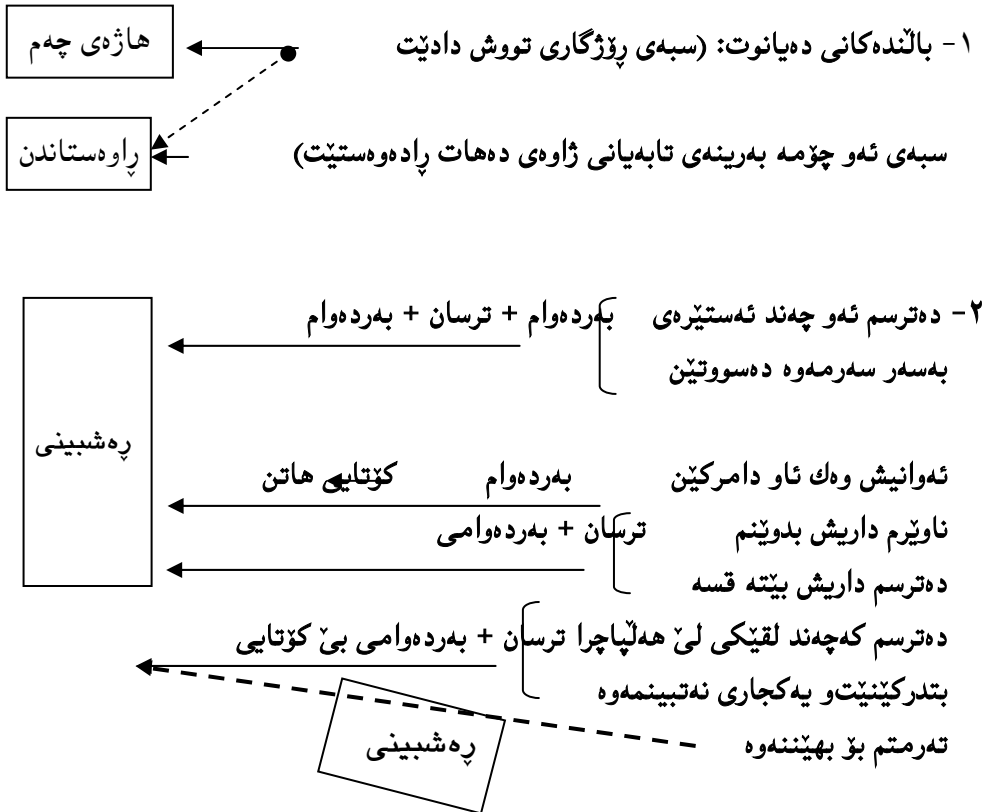 ١- باڵندەکانی دەیانوت: (سبەی ڕۆژگاری تووش دادێت هاژەی چەم
سبەی ئەو چۆمە بەرینەی تابەیانی ژاوەی دەهات ڕادەوەستێت) ڕاوەستاندن
٢- دەترسم ئەو چەند ئەستێرەی بەردەوام + ترسان + بەردەوام
بەسەر سەرمەوە دەسووتێن
ڕەشبینی
ئەوانیش وەك ئاو دامرکێن بەردەوام کۆتایی هاتن
ناوێرم داریش بدوێنم ترسان + بەردەوامی
دەترسم داریش بێتە قسە
دەترسم کەچەند لقێکی لێ هەڵپاچرا ترسان + بەردەوامی بێ کۆتایی
بتدرکێنێت و یەکجاری نەتبینمەوە
تەرمتم بۆ بهێننەوە ڕەشبینی